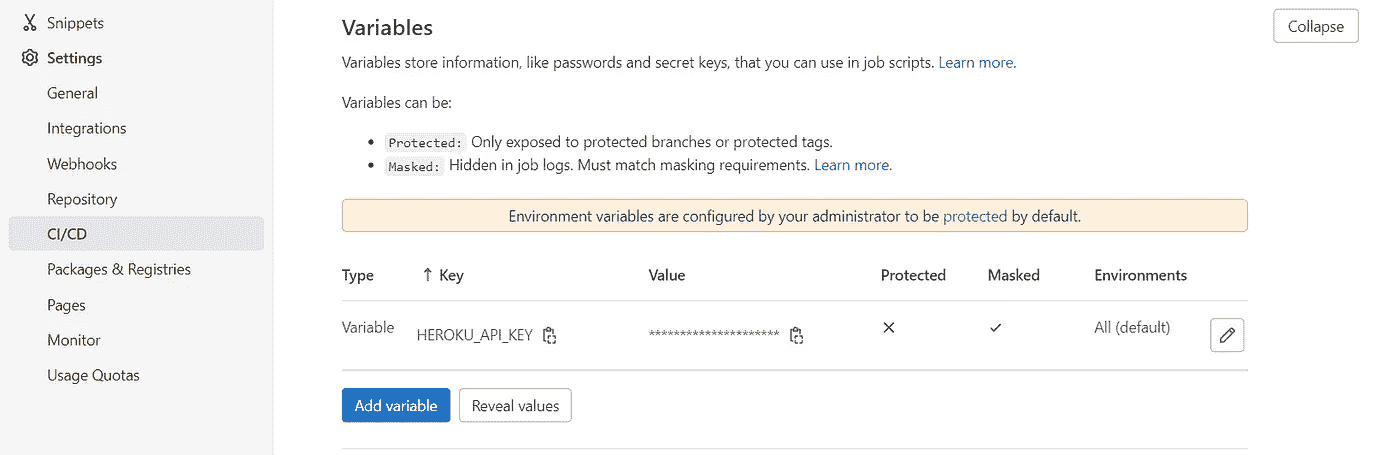 Snippets
Settings
General
Integrations
Webhooks
Repository
CI/CD
Packages & Registries
Pages
Monitor
Usage Quotas
Variables
Collapse
Variables store information, like passwords and secret keys, that you can use in job scripts. Learn more.
Variables can be:
• Protected: Only exposed to protected branches or protected tags.
• Masked: Hidden in job logs. Must match masking requirements. Learn more.
Environment variables are configured by your administrator to be protected by default.
Type ↑ Key Value Protected Masked Environments
Variable HEROKU_API_KEY ********************* All (default)
Add variable Reveal values